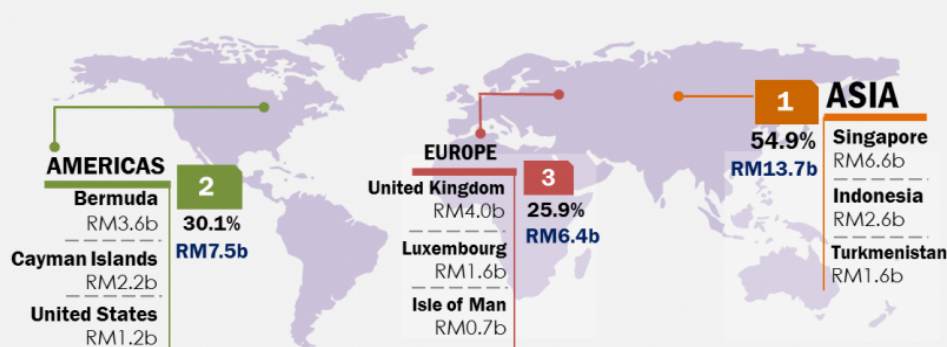 AMERICAS
2
30.1%
RM7.5b
Bermuda
RM3.6b
Cayman Islands
RM2.2b
United States
RM1.2b
EUROPE
3
25.9%
RM6.4b
United Kingdom
RM4.0b
Luxembourg
RM1.6b
Isle of Man
RM0.7b
1
ASIA
54.9%
RM13.7b
Singapore
RM6.6b
Indonesia
RM2.6b
Turkmenistan
RM1.6b